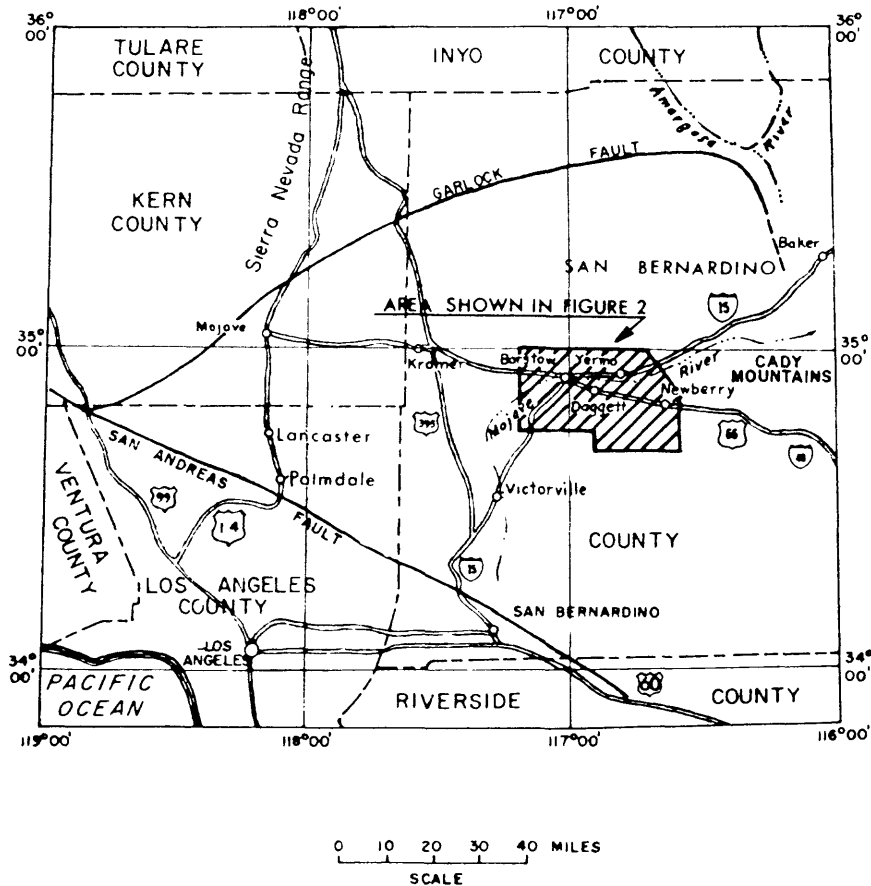 118°00'
117°00'
36°
00'
36°
00'
TULARE
COUNTY
INYO
COUNTY
Sierra Nevada Range
Amargosa
River
KERN
COUNTY
GARLOCK
FAULT
Baker
SAN BERNARDINO
AREA SHOWN IN FIGURE 2
15
Mojave
35°
00'
35°
00'
Kramer
Barstow
Yermo
River
CADY
MOUNTAINS
Newberry
Mojave
Daggett
395
66
40
SAN ANDREAS
FAULT
Lancaster
Palmdale
99
14
VENTURA
COUNTY
Victorville
COUNTY
LOS ANGELES
COUNTY
15
SAN BERNARDINO
LOS
ANGELES
34°
00'
34°
00'
PACIFIC
OCEAN
RIVERSIDE
60
COUNTY
119°00'
118°00'
117°00'
116°00'
0 10 20 30 40 MILES
SCALE